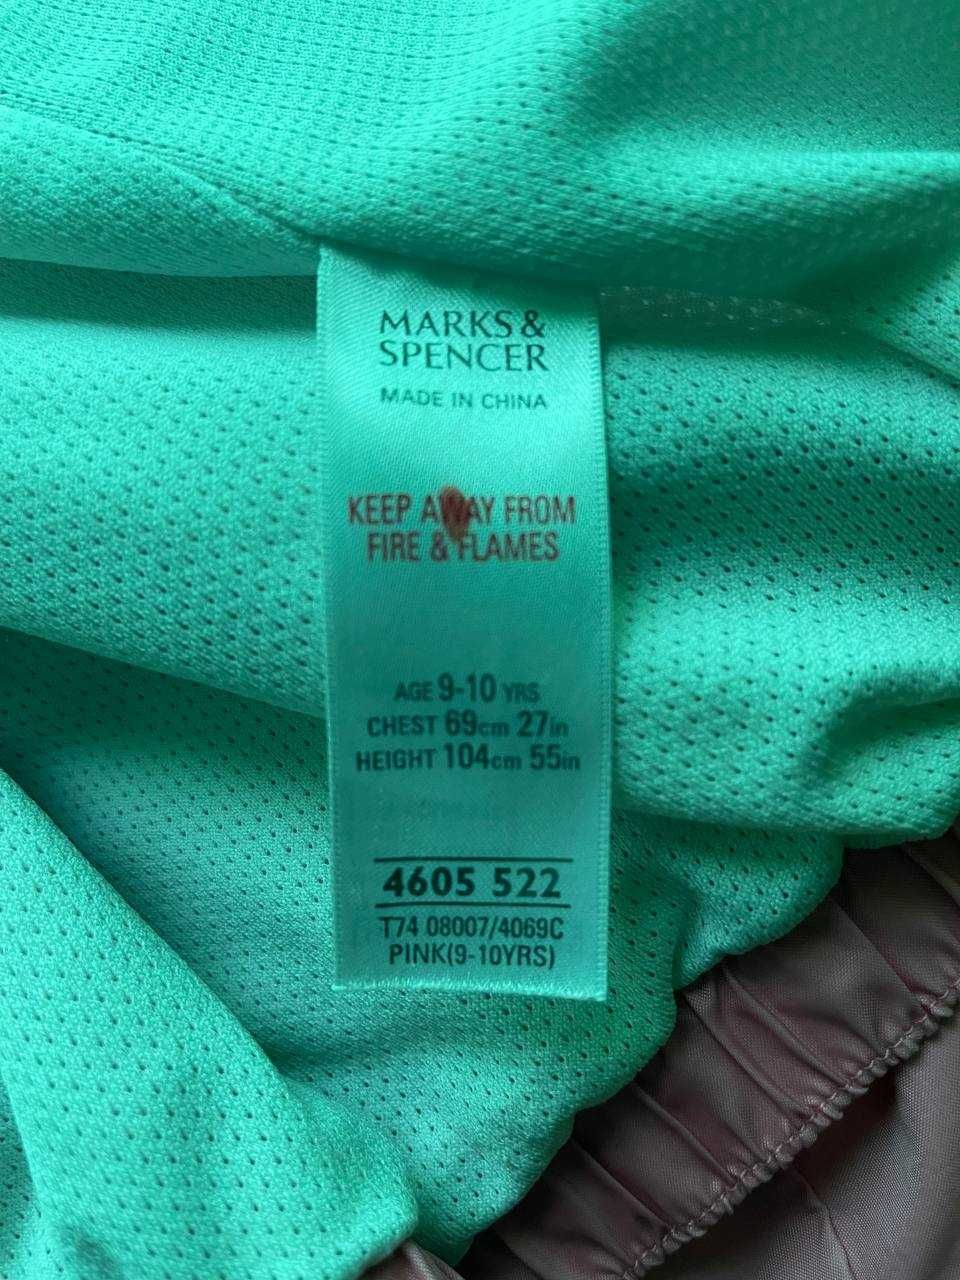 MARKS &
SPENCER
MADE IN CHINA
KEEP AWAY FROM
FIRE & FLAMES
AGE 9-10 YRS
CHEST 69cm 27in
HEIGHT 104cm 55in
4605 522
T74 08007/4069C
PINK(9-10YRS)